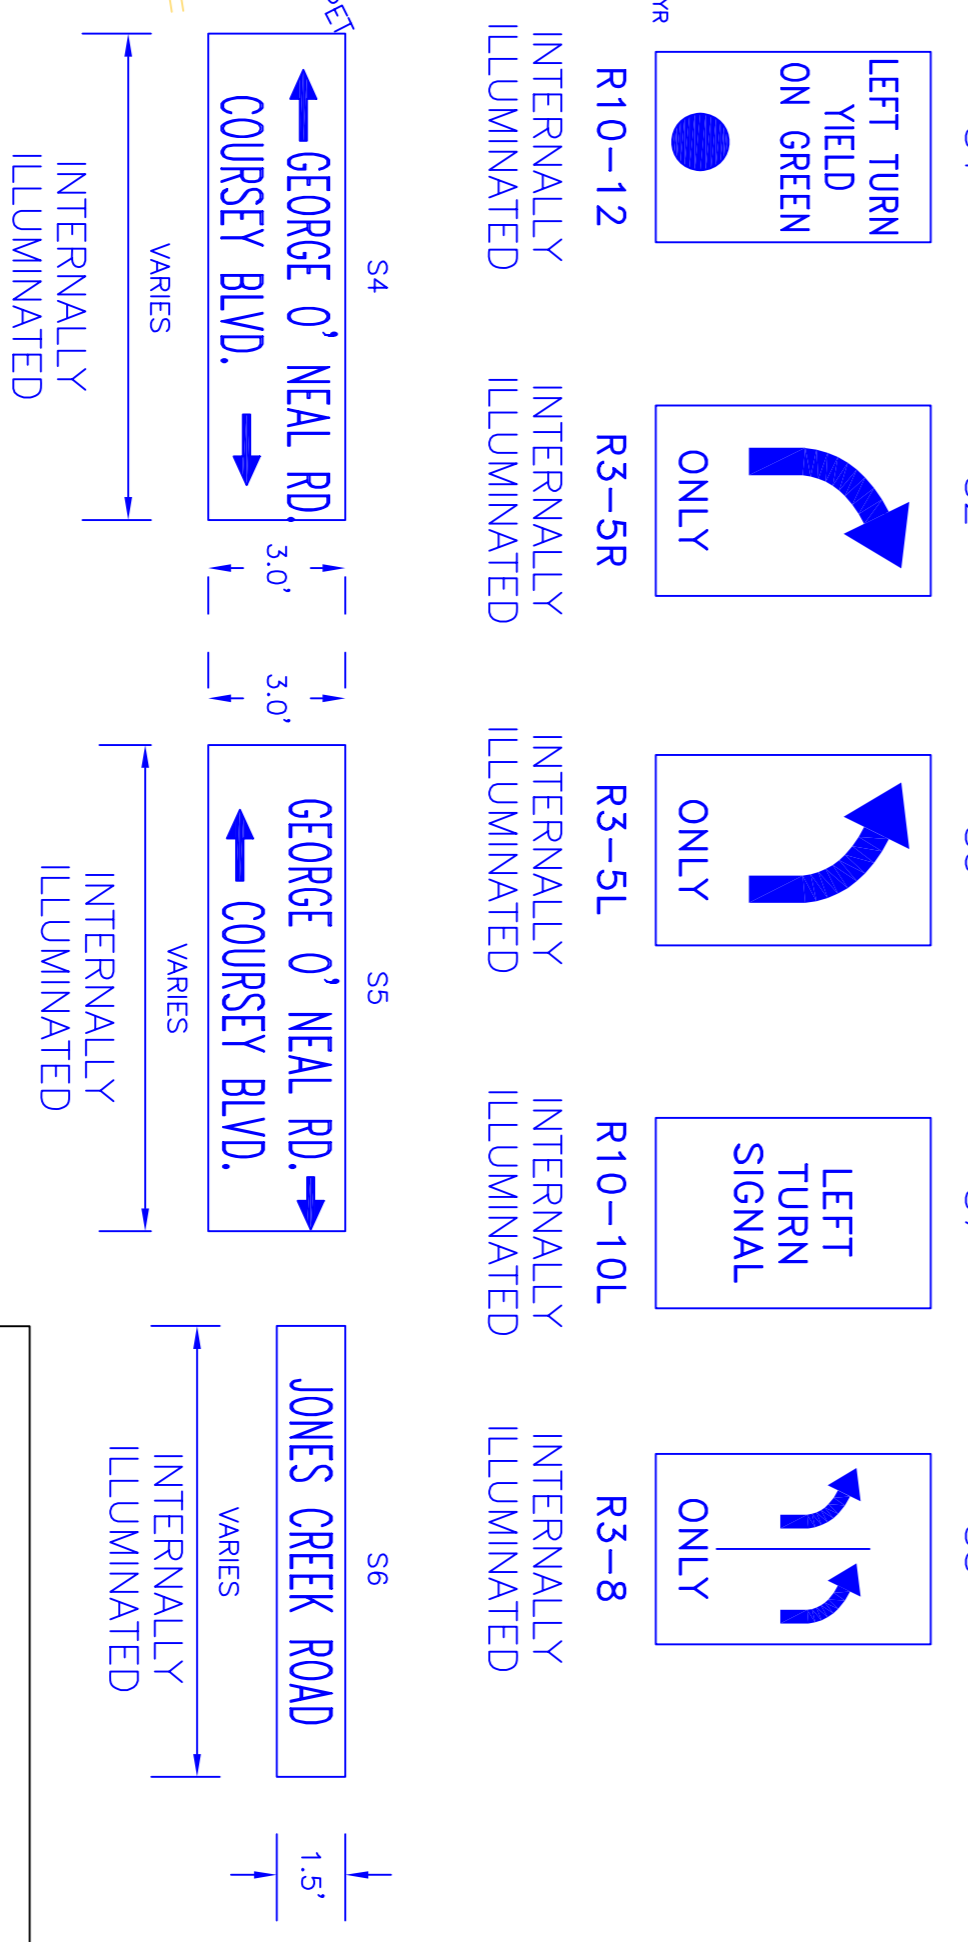 LEFT TURN
YIELD
ON GREEN
R10-12
INTERNALLY
ILLUMINATED
ONLY
R3-5R
INTERNALLY
ILLUMINATED
ONLY
R3-5L
INTERNALLY
ILLUMINATED
LEFT
TURN
SIGNAL
R10-10L
INTERNALLY
ILLUMINATED
ONLY
R3-8
INTERNALLY
ILLUMINATED
YR
PET
S4
GEORGE O' NEAL RD.
COURSEY BLVD.
3.0'
VARIES
INTERNALLY
ILLUMINATED
S5
3.0'
GEORGE O' NEAL RD.
COURSEY BLVD.
VARIES
INTERNALLY
ILLUMINATED
S6
JONES CREEK ROAD
1.5'
VARIES
INTERNALLY
ILLUMINATED